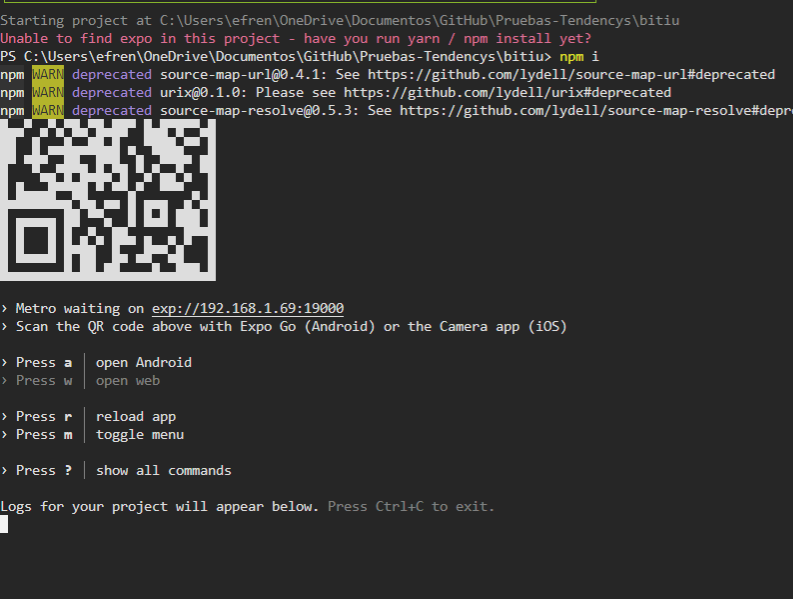 Starting project at C:\Users\efren\OneDrive\Documentos\GitHub\Pruebas-Tendencys\bitiu
Unable to find expo in this project - have you run yarn / npm install yet?
PS C:\Users\efren\OneDrive\Documentos\GitHub\Pruebas-Tendencys\bitiu> npm i
npm WARN deprecated source-map-url@0.4.1: See https://github.com/lydell/source-map-url#deprecated
npm WARN deprecated urix@0.1.0: Please see https://github.com/lydell/urix#deprecated
npm WARN deprecated source-map-resolve@0.5.3: See https://github.com/lydell/source-map-resolve#depre
› Metro waiting on exp://192.168.1.69:19000
› Scan the QR code above with Expo Go (Android) or the Camera app (iOS)
› Press a │ open Android
› Press w │ open web
› Press r │ reload app
› Press m │ toggle menu
› Press ? │ show all commands
Logs for your project will appear below. Press Ctrl+C to exit.